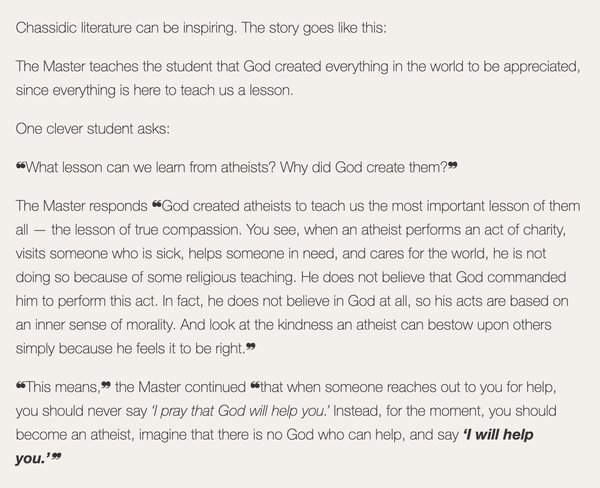 Chassidic literature can be inspiring. The story goes like this:
The Master teaches the student that God created everything in the world to be appreciated,
since everything is here to teach us a lesson.
One clever student asks:
❝What lesson can we learn from atheists? Why did God create them?❞
The Master responds ❝God created atheists to teach us the most important lesson of them
all — the lesson of true compassion. You see, when an atheist performs an act of charity,
visits someone who is sick, helps someone in need, and cares for the world, he is not
doing so because of some religious teaching. He does not believe that God commanded
him to perform this act. In fact, he does not believe in God at all, so his acts are based on
an inner sense of morality. And look at the kindness an atheist can bestow upon others
simply because he feels it to be right.❞
❝This means,❞ the Master continued ❝that when someone reaches out to you for help,
you should never say ‘I pray that God will help you.’ Instead, for the moment, you should
become an atheist, imagine that there is no God who can help, and say ‘I will help
you.’❞